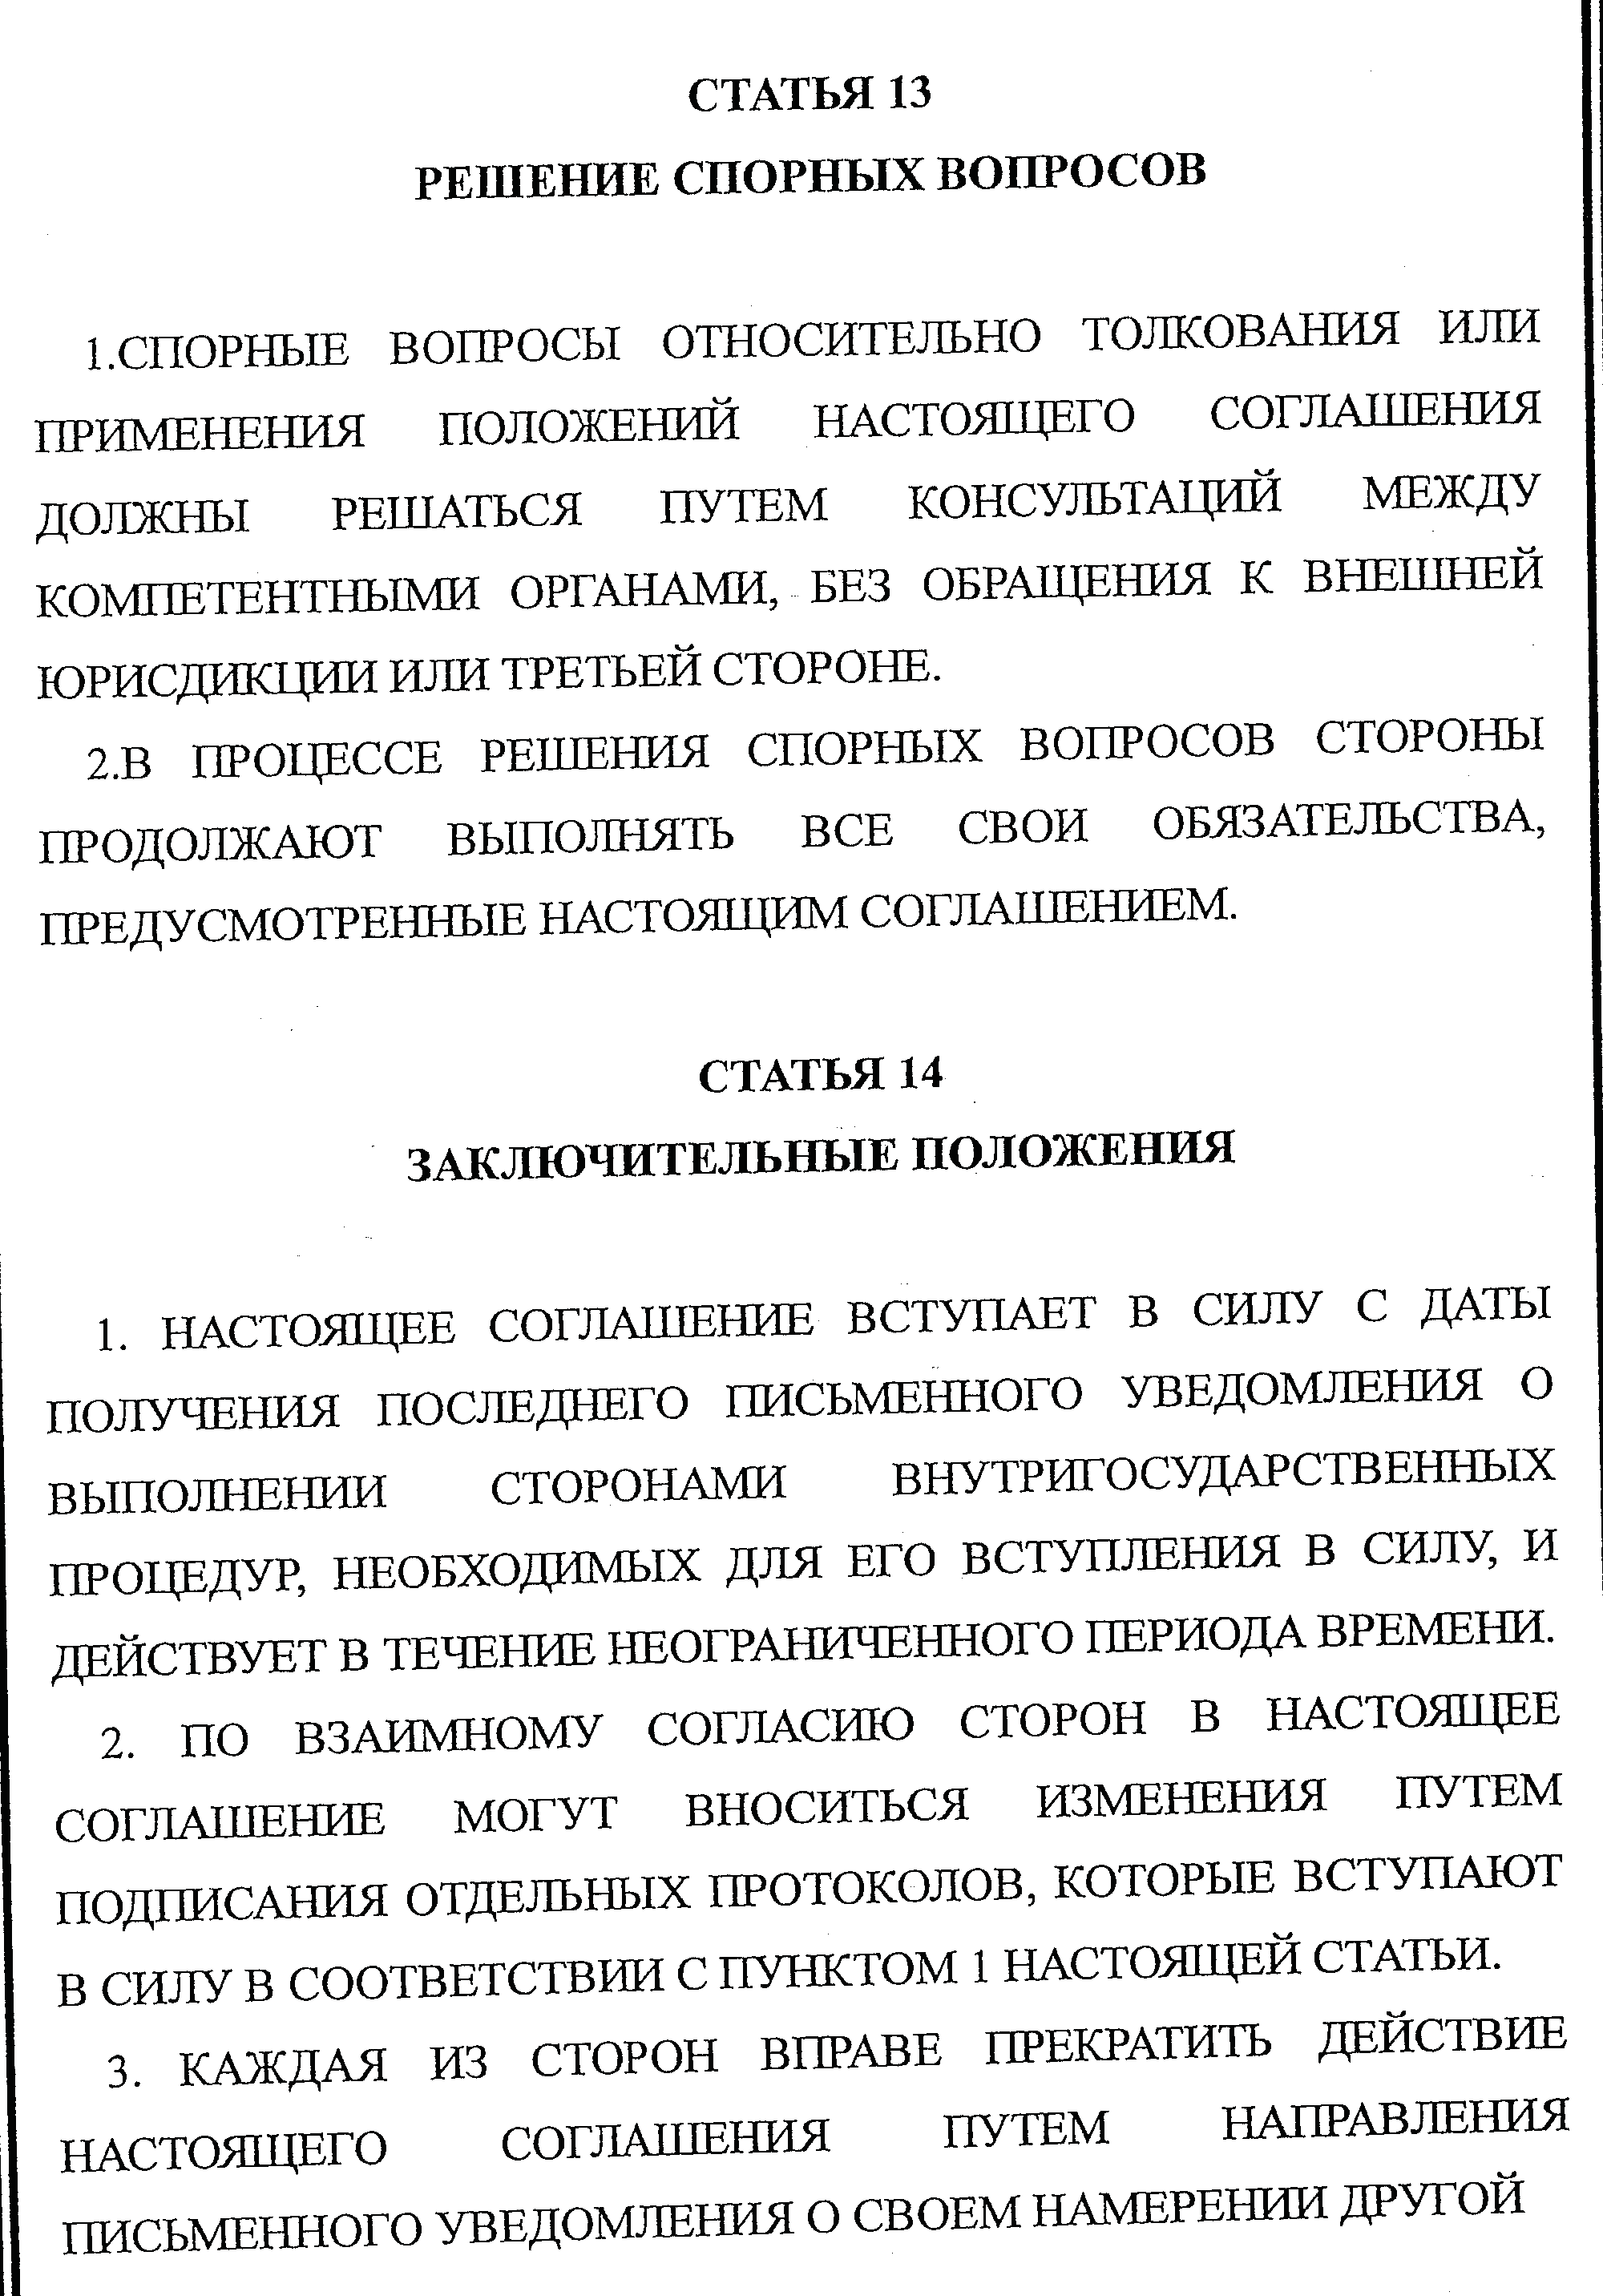 СТАТЬЯ 13
РЕШЕНИЕ СПОРНЫХ ВОПРОСОВ
1.СПОРНЫЕ ВОПРОСЫ ОТНОСИТЕЛЬНО ТОЛКОВАНИЯ ИЛИ
ПРИМЕНЕНИЯ ПОЛОЖЕНИЙ НАСТОЯЩЕГО СОГЛАШЕНИЯ
ДОЛЖНЫ РЕШАТЬСЯ ПУТЕМ КОНСУЛЬТАЦИЙ МЕЖДУ
КОМПЕТЕНТНЫМИ ОРГАНАМИ, БЕЗ ОБРАЩЕНИЯ К ВНЕШНЕЙ
ЮРИСДИКЦИИ ИЛИ ТРЕТЬЕЙ СТОРОНЕ.
2.В ПРОЦЕССЕ РЕШЕНИЯ СПОРНЫХ ВОПРОСОВ СТОРОНЫ
ПРОДОЛЖАЮТ ВЫПОЛНЯТЬ ВСЕ СВОИ ОБЯЗАТЕЛЬСТВА,
ПРЕДУСМОТРЕННЫЕ НАСТОЯЩИМ СОГЛАШЕНИЕМ.
СТАТЬЯ 14
ЗАКЛЮЧИТЕЛЬНЫЕ ПОЛОЖЕНИЯ
1. НАСТОЯЩЕЕ СОГЛАШЕНИЕ ВСТУПАЕТ В СИЛУ С ДАТЫ
ПОЛУЧЕНИЯ ПОСЛЕДНЕГО ПИСЬМЕННОГО УВЕДОМЛЕНИЯ О
ВЫПОЛНЕНИИ СТОРОНАМИ ВНУТРИГОСУДАРСТВЕННЫХ
ПРОЦЕДУР, НЕОБХОДИМЫХ ДЛЯ ЕГО ВСТУПЛЕНИЯ В СИЛУ, И
ДЕЙСТВУЕТ В ТЕЧЕНИЕ НЕОГРАНИЧЕННОГО ПЕРИОДА ВРЕМЕНИ.
2. ПО ВЗАИМНОМУ СОГЛАСИЮ СТОРОН В НАСТОЯЩЕЕ
СОГЛАШЕНИЕ МОГУТ ВНОСИТЬСЯ ИЗМЕНЕНИЯ ПУТЕМ
ПОДПИСАНИЯ ОТДЕЛЬНЫХ ПРОТОКОЛОВ, КОТОРЫЕ ВСТУПАЮТ
В СИЛУ В СООТВЕТСТВИИ С ПУНКТОМ 1 НАСТОЯЩЕЙ СТАТЬИ.
3. КАЖДАЯ ИЗ СТОРОН ВПРАВЕ ПРЕКРАТИТЬ ДЕЙСТВИЕ
НАСТОЯЩЕГО СОГЛАШЕНИЯ ПУТЕМ НАПРАВЛЕНИЯ
ПИСЬМЕННОГО УВЕДОМЛЕНИЯ О СВОЕМ НАМЕРЕНИИ ДРУГОЙ